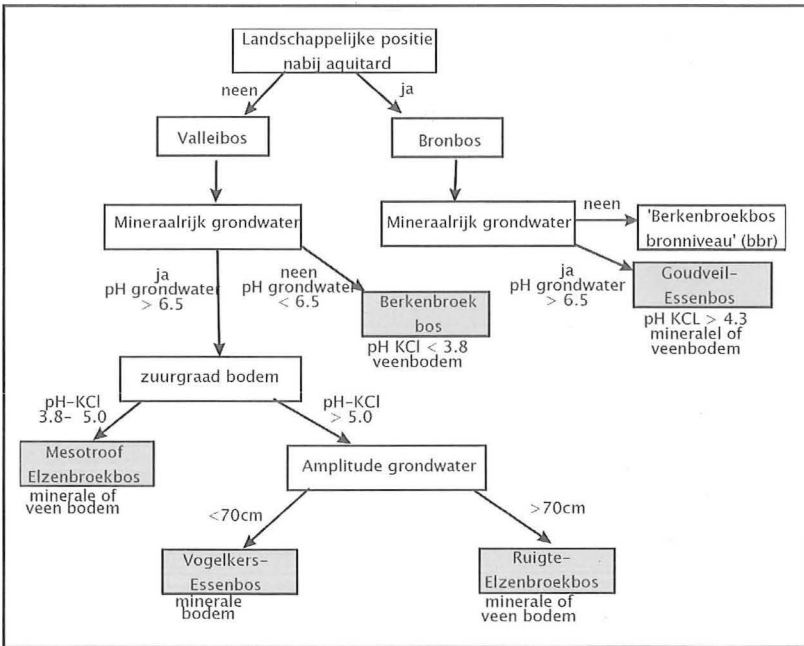 Landschappelijke positie
nabij aquitard
neen
ja
Valleibos
Bronbos
Mineraalrijk grondwater
Mineraalrijk grondwater
neen
'Berkenbroekbos
bronniveau' (bbr)
ja
pH grondwater
> 6.5
neen
pH grondwater
< 6.5
Berkenbroek
bos
pH KCl < 3.8
veenbodem
ja
pH grondwater
> 6.5
Goudveil-
Essenbos
pH KCL > 4.3
mineralel of
veenbodem
zuurgraad bodem
pH-KCl
3.8- 5.0
pH-KCl
> 5.0
Mesotroof
Elzenbroekbos
minerale of
veen bodem
Amplitude grondwater
<70cm
>70cm
Vogelkers-
Essenbos
minerale
bodem
Ruigte-
Elzenbroekbos
minerale of
veen bodem